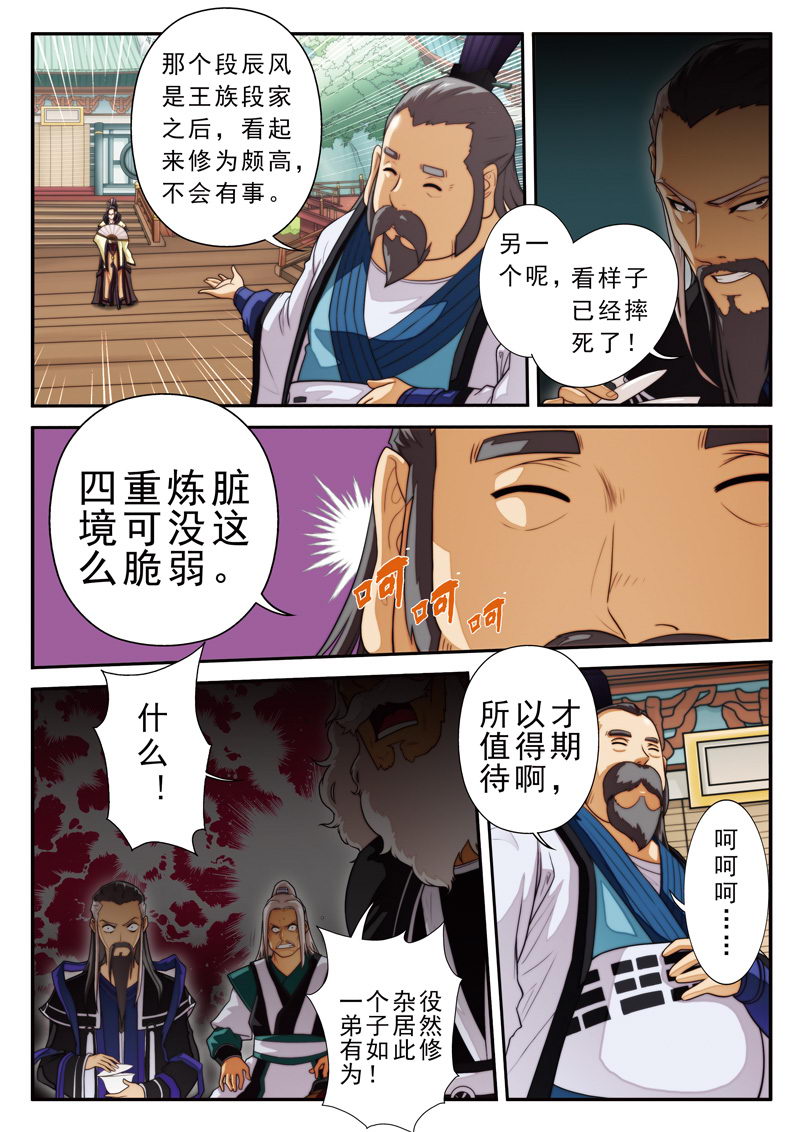 那个段辰风
是王族段家
之后，看起
来修为颇高，
不会有事。
另一
个呢，
看样子
已经摔
死了！
四重炼脏
境可没这
么脆弱。
呵
呵
呵
什
么！
一个杂役
弟子居然
有如此修
为！
所以才
值得期
待啊，
呵呵呵……